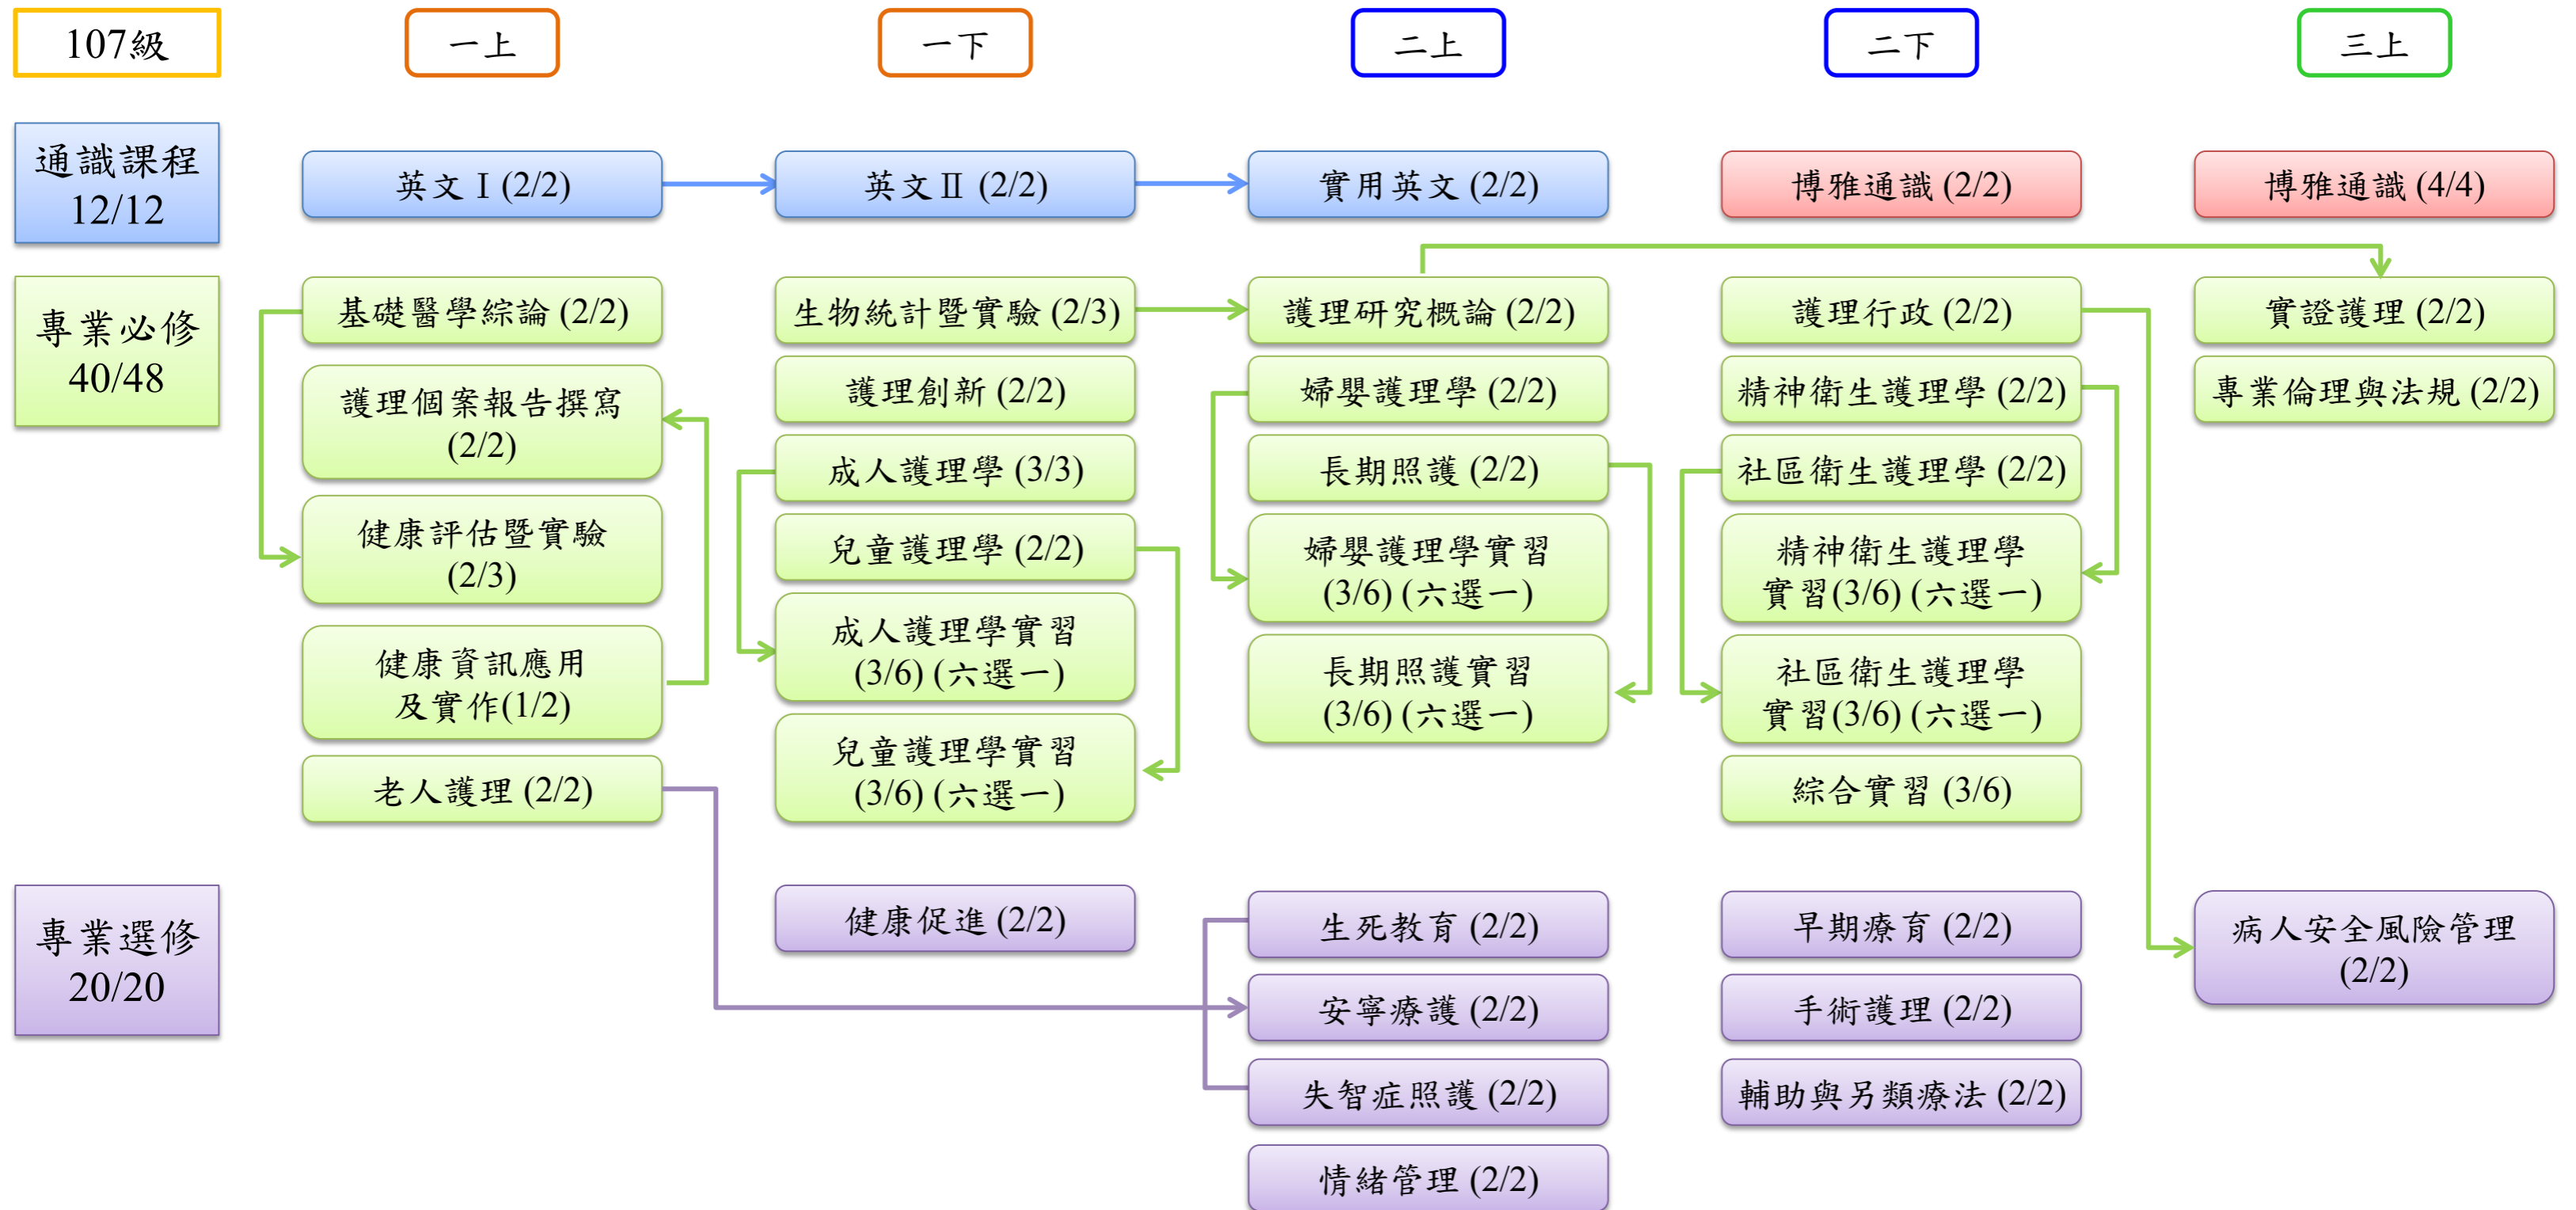 107級
一上
一下
二上
二下
三上
通識課程
12/12
英文Ⅰ(2/2)
英文Ⅱ (2/2)
實用英文 (2/2)
博雅通識 (2/2)
博雅通識 (4/4)
專業必修
40/48
基礎醫學綜論 (2/2)
護理個案報告撰寫
(2/2)
健康評估暨實驗
(2/3)
健康資訊應用
及實作(1/2)
老人護理 (2/2)
生物統計暨實驗 (2/3)
護理創新 (2/2)
成人護理學 (3/3)
兒童護理學 (2/2)
成人護理學實習
(3/6) (六選一)
兒童護理學實習
(3/6) (六選一)
護理研究概論 (2/2)
婦嬰護理學 (2/2)
長期照護 (2/2)
婦嬰護理學實習
(3/6) (六選一)
長期照護實習
(3/6) (六選一)
護理行政 (2/2)
精神衛生護理學 (2/2)
社區衛生護理學 (2/2)
精神衛生護理學
實習(3/6) (六選一)
社區衛生護理學
實習(3/6) (六選一)
綜合實習 (3/6)
實證護理 (2/2)
專業倫理與法規 (2/2)
專業選修
20/20
健康促進 (2/2)
生死教育 (2/2)
安寧療護 (2/2)
失智症照護 (2/2)
情緒管理 (2/2)
早期療育 (2/2)
手術護理 (2/2)
輔助與另類療法 (2/2)
病人安全風險管理
(2/2)